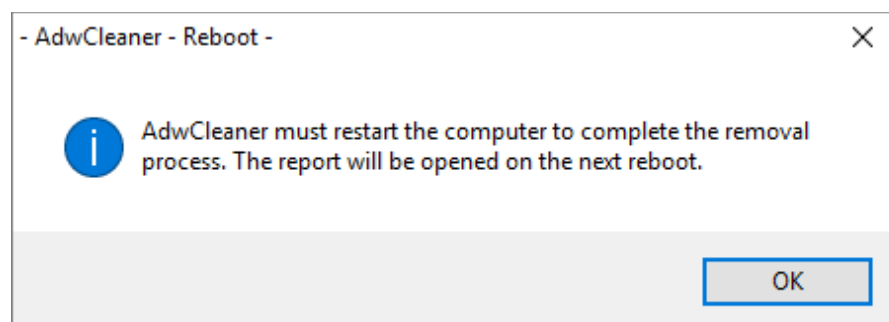 - AdwCleaner - Reboot -
AdwCleaner must restart the computer to complete the removal
process. The report will be opened on the next reboot.
OK